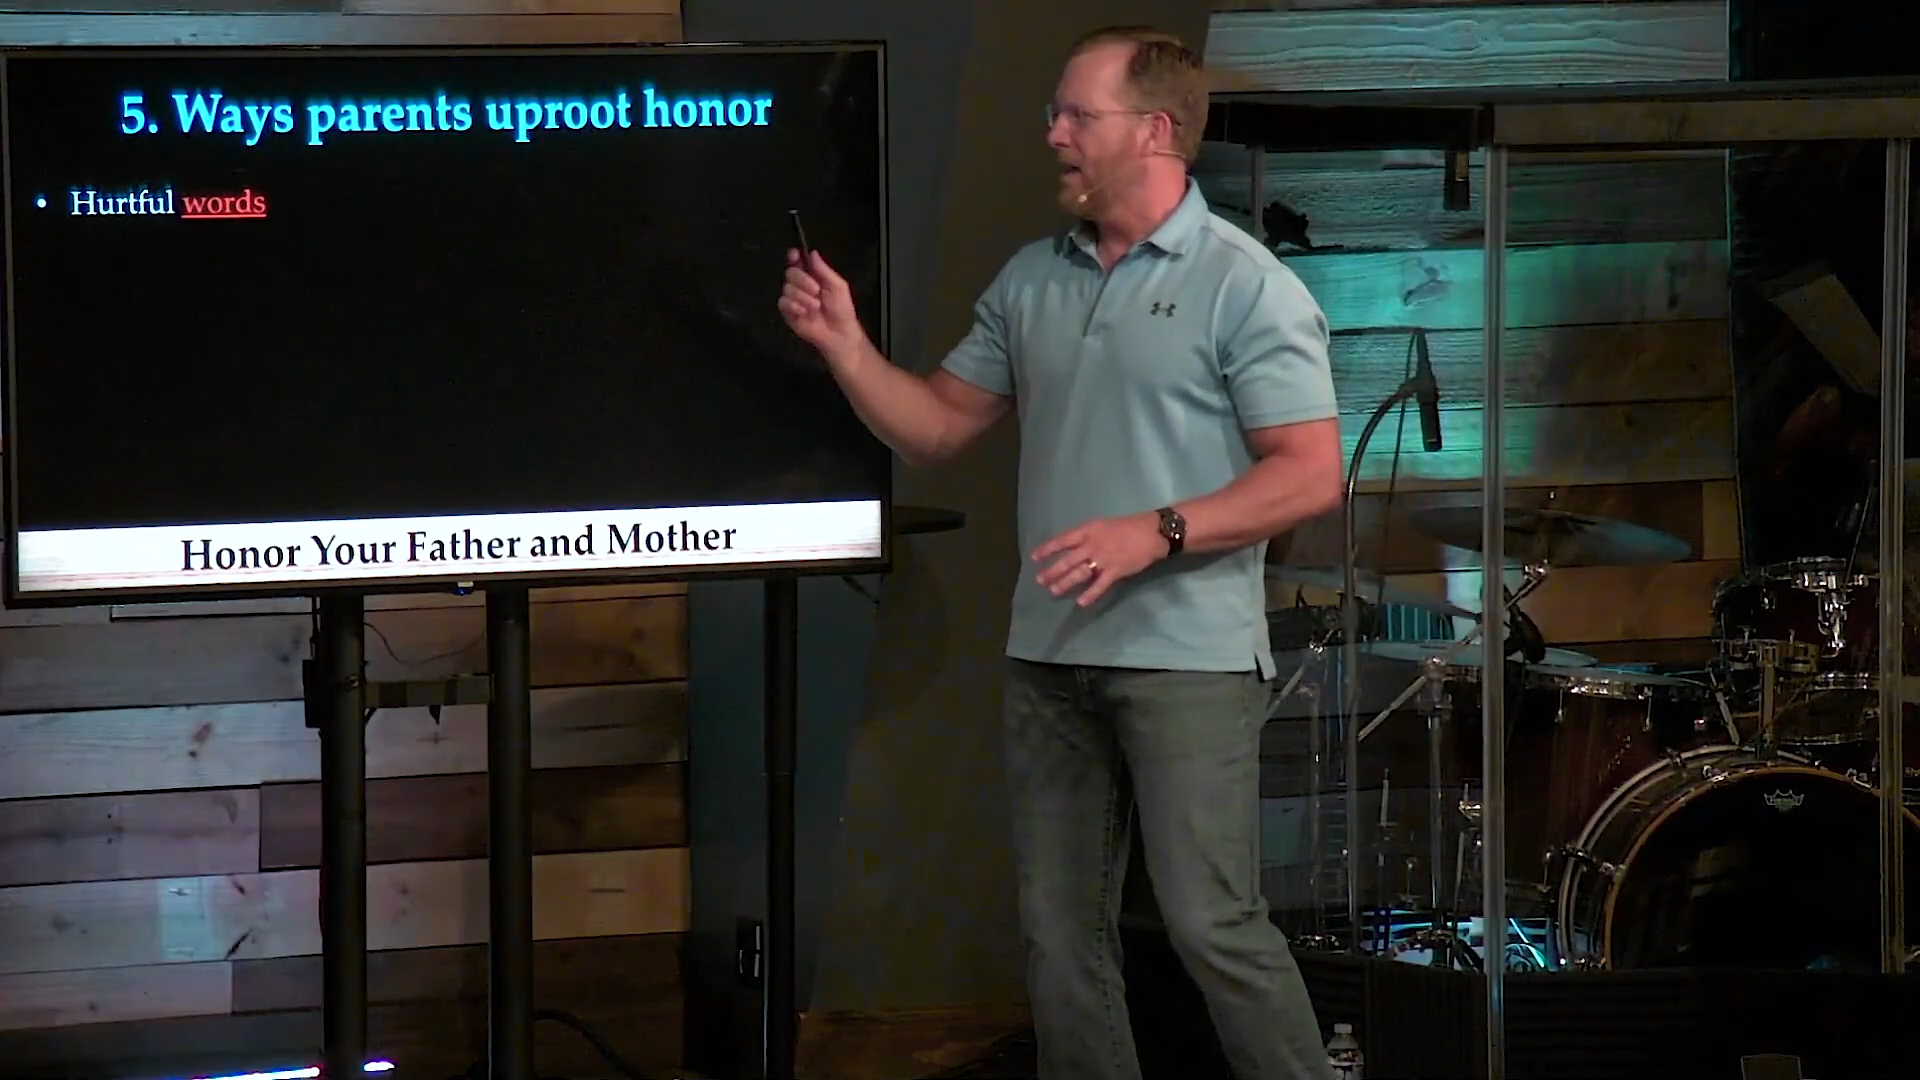 5. Ways parents uproot honor
• Hurtful words
Honor Your Father and Mother